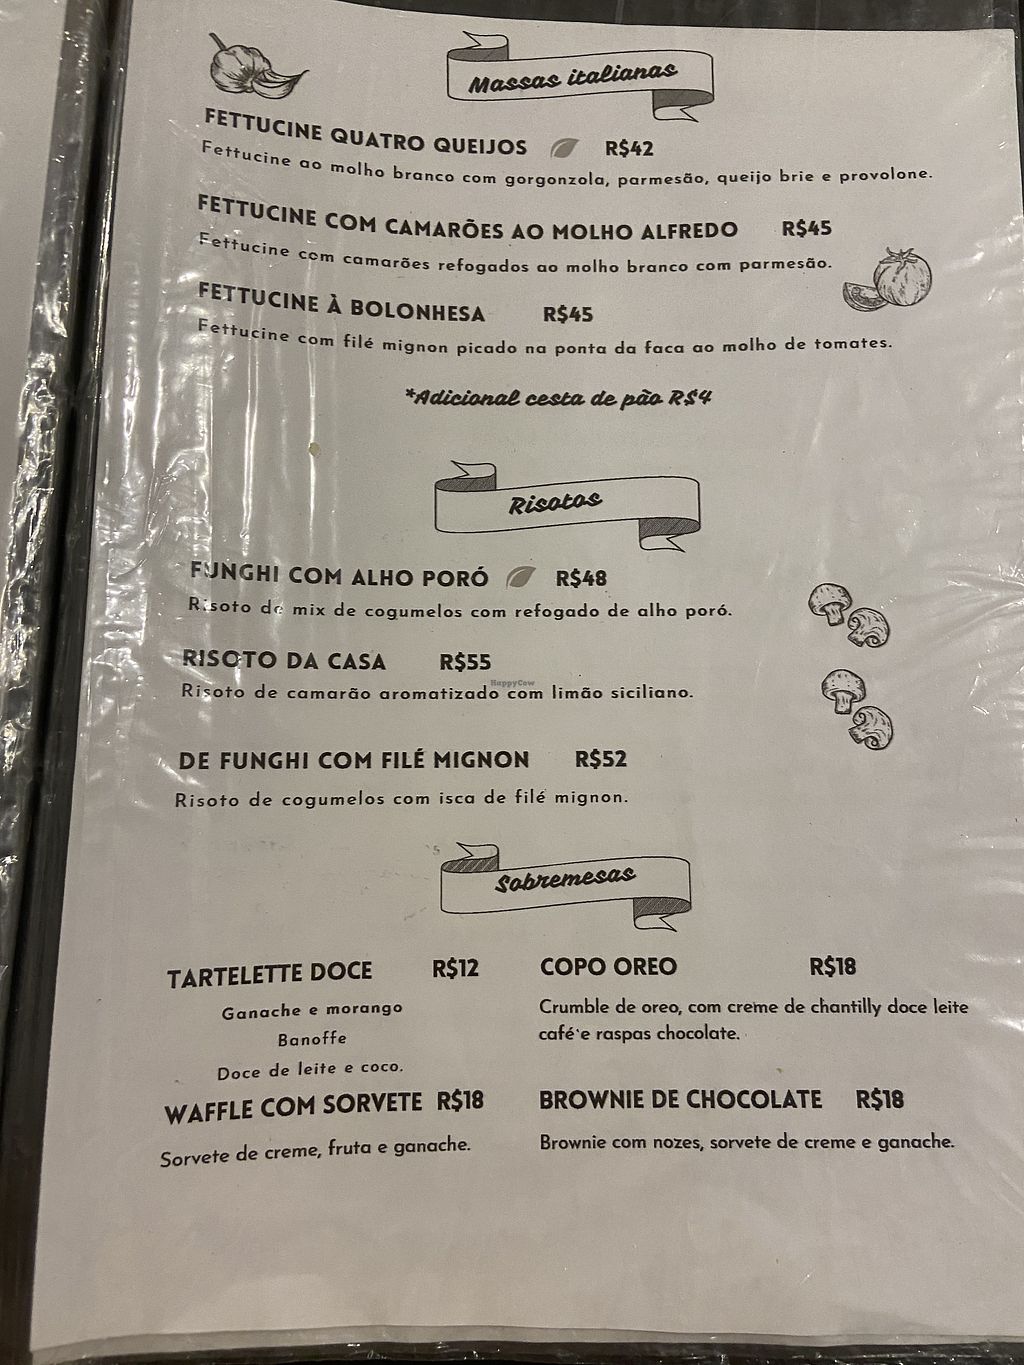 Massas italianas
FETTUCINE QUATRO QUEIJOS R$42
Fettucine ao molho branco com gorgonzola, parmesão, queijo brie e provolone.
FETTUCINE COM CAMARÕES AO MOLHO ALFREDO R$45
Fettucine com camarões refogados ao molho branco com parmesão.
FETTUCINE À BOLONHESA R$45
Fettucine com filé mignon picado na ponta da faca ao molho de tomates.
*Adicional cesta de pão R$4
Risotos
FUNGHI COM ALHO PORÓ R$48
Risoto de mix de cogumelos com refogado de alho poró.
RISOTO DA CASA R$55
HappyCow
Risoto de camarão aromatizado com limão siciliano.
DE FUNGHI COM FILÉ MIGNON R$52
Risoto de cogumelos com isca de filé mignon.
Sobremesas
TARTELETTE DOCE R$12
Ganache e morango
Banoffe
Doce de leite e coco.
WAFFLE COM SORVETE R$18
Sorvete de creme, fruta e ganache.
COPO OREO R$18
Crumble de oreo, com creme de chantilly doce leite
café e raspas chocolate.
BROWNIE DE CHOCOLATE R$18
Brownie com nozes, sorvete de creme e ganache.